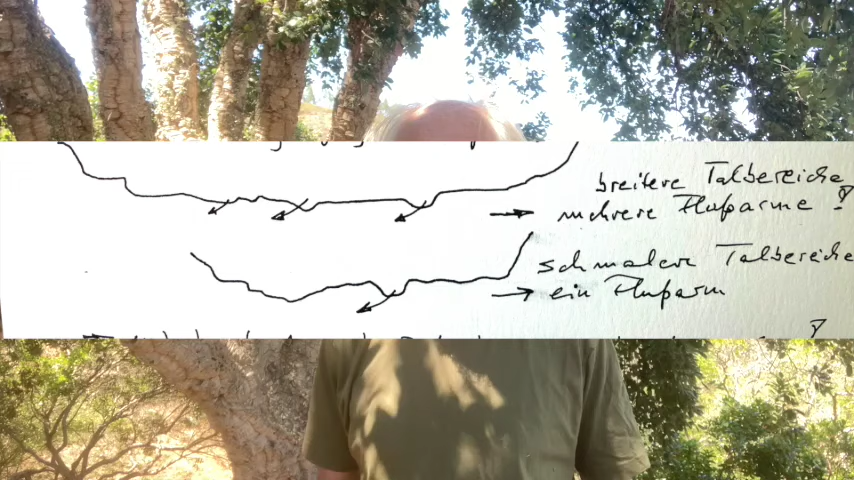 breitere Talbereiche
→ mehrere Flußarme !
schmalere Talbereiche
→ ein Flußarm